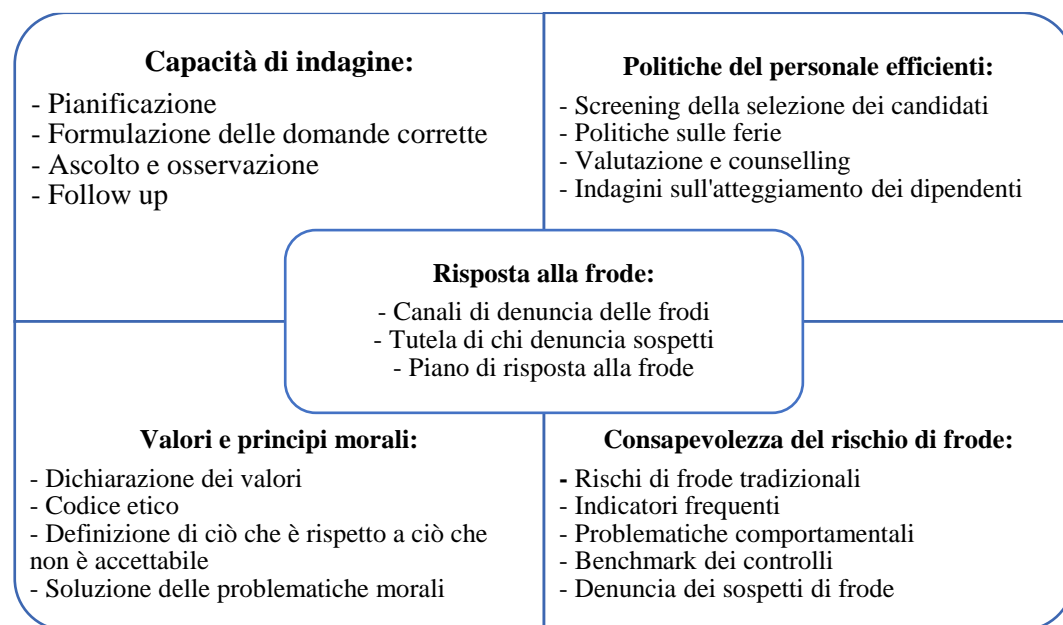 Capacità di indagine:
- Pianificazione
- Formulazione delle domande corrette
- Ascolto e osservazione
- Follow up
Politiche del personale efficienti:
- Screening della selezione dei candidati
- Politiche sulle ferie
- Valutazione e counselling
- Indagini sull'atteggiamento dei dipendenti
Risposta alla frode:
- Canali di denuncia delle frodi
- Tutela di chi denuncia sospetti
- Piano di risposta alla frode
Valori e principi morali:
- Dichiarazione dei valori
- Codice etico
- Definizione di ciò che è rispetto a ciò che
non è accettabile
- Soluzione delle problematiche morali
Consapevolezza del rischio di frode:
- Rischi di frode tradizionali
- Indicatori frequenti
- Problematiche comportamentali
- Benchmark dei controlli
- Denuncia dei sospetti di frode